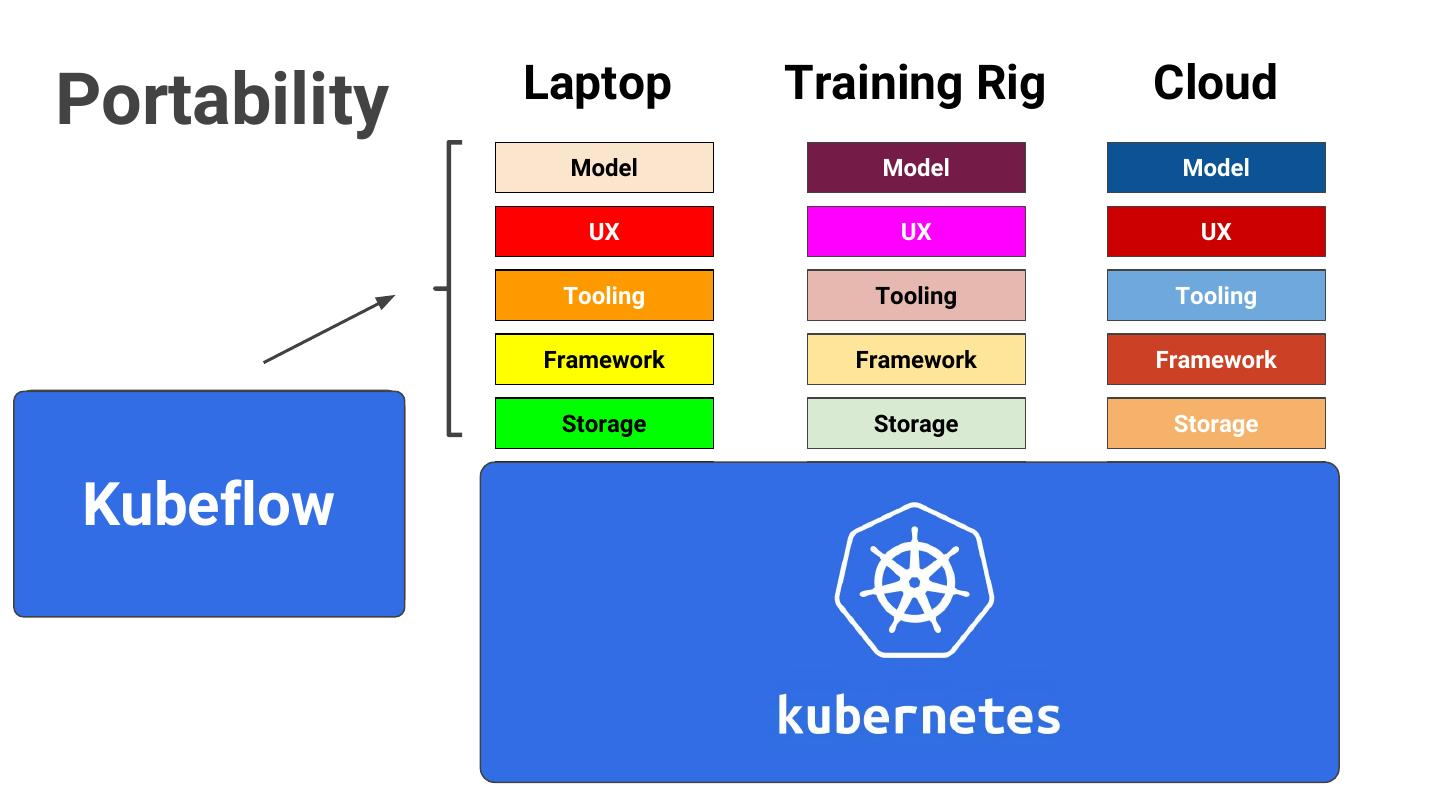 Portability
Laptop
Training Rig
Cloud
Model
Model
Model
UX
UX
UX
Tooling
Tooling
Tooling
Framework
Framework
Framework
Storage
Storage
Storage
Kubeflow
kubernetes